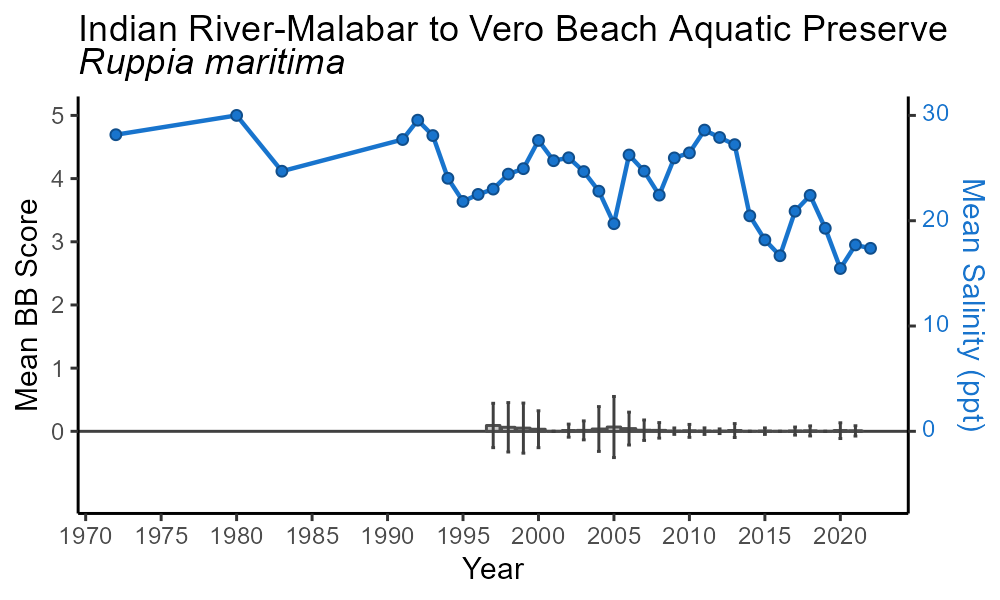 Indian River-Malabar to Vero Beach Aquatic Preserve
Ruppia maritima
5
4
3
2
1
0
Mean BB Score
30
20
10
0
Mean Salinity (ppt)
1970 1975 1980 1985 1990 1995 2000 2005 2010 2015 2020
Year